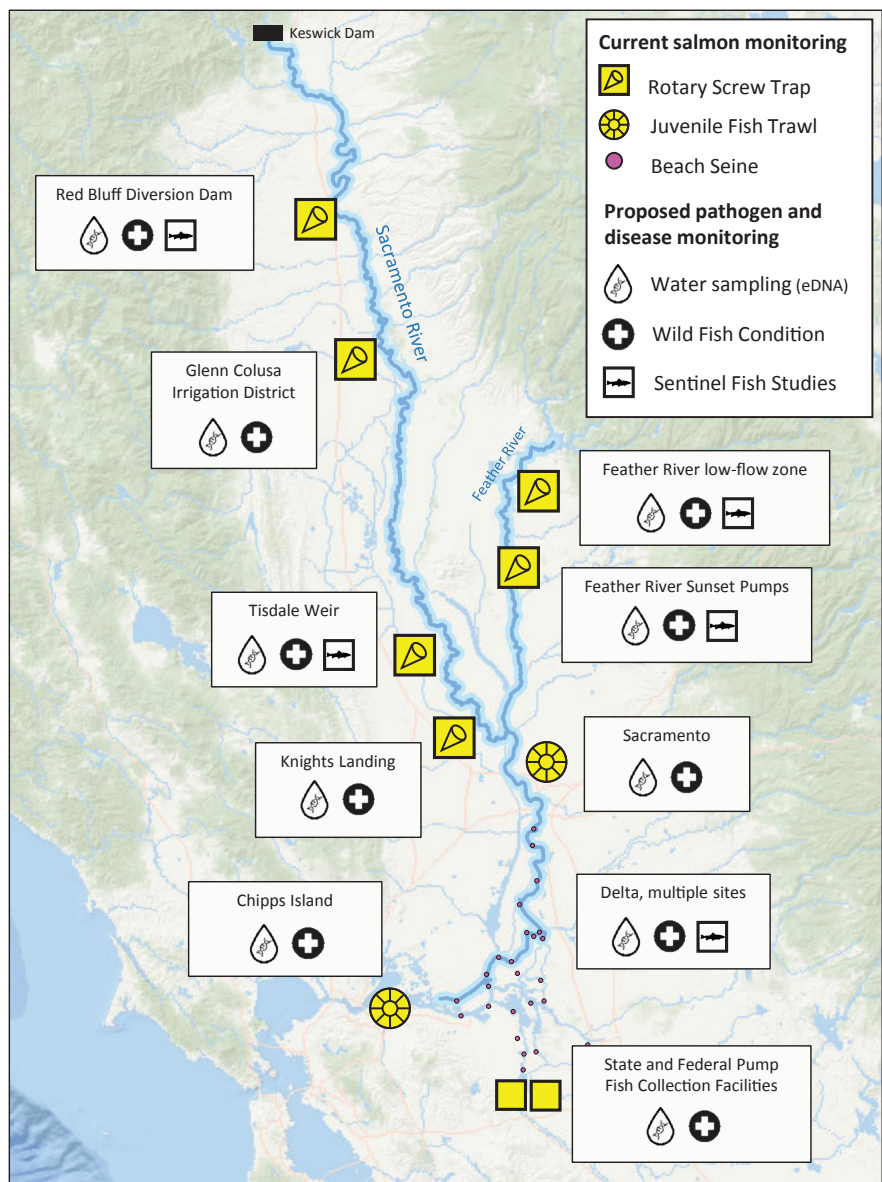 Keswick Dam
Current salmon monitoring
Rotary Screw Trap
Juvenile Fish Trawl
Beach Seine
Proposed pathogen and
disease monitoring
Water sampling (eDNA)
Wild Fish Condition
Sentinel Fish Studies
Red Bluff Diversion Dam
Sacramento River
Glenn Colusa
Irrigation District
Feather River
Feather River low-flow zone
Feather River Sunset Pumps
Tisdale Weir
Knights Landing
Sacramento
Chipps Island
Delta, multiple sites
State and Federal Pump
Fish Collection Facilities